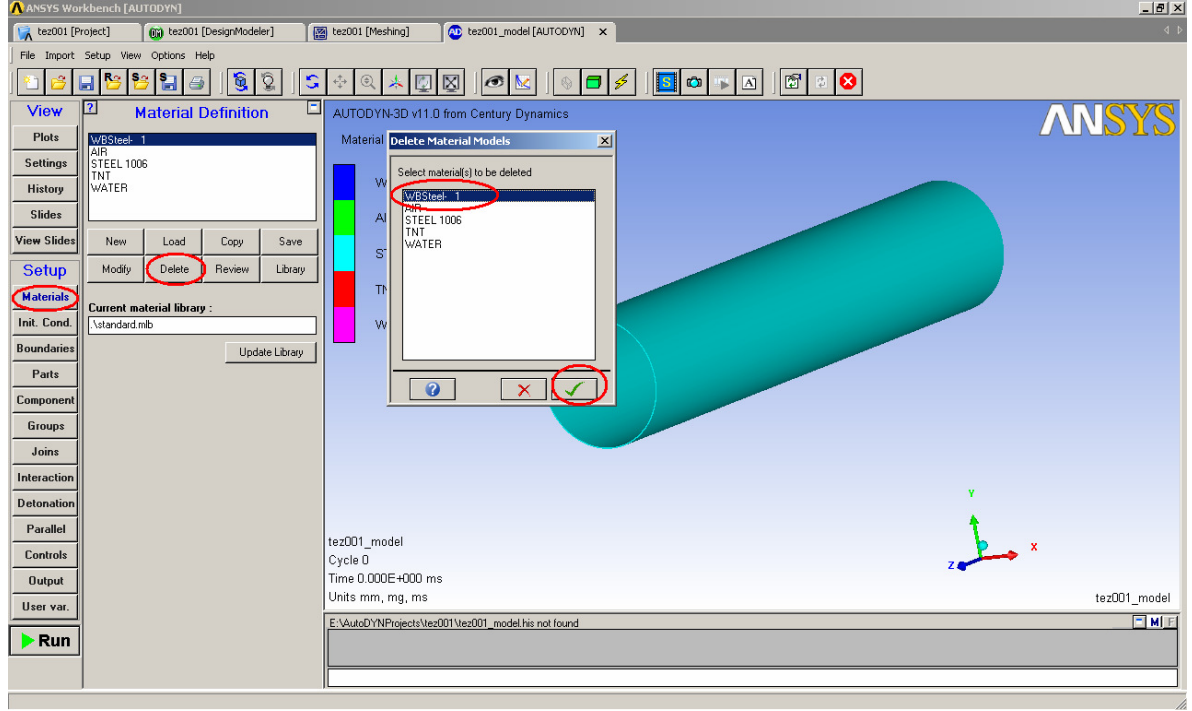 ANSYS Workbench [AUTODYN]
tez001 [Project]
tez001 [DesignModeler]
tez001 [Meshing]
tez001_model [AUTODYN]
File Import Setup View Options Help
View
Plots
Settings
History
Slides
View Slides
Setup
Materials
Init. Cond.
Boundaries
Parts
Component
Groups
Joins
Interaction
Detonation
Parallel
Controls
Output
User var.
Run
? Material Definition
WBSteel- 1
AIR
STEEL 1006
TNT
WATER
New Load Copy Save
Modify Delete Review Library
Current material library :
.\standard.mlb
Update Library
AUTODYN-3D v11.0 from Century Dynamics
Material
ANSYS
Delete Material Models
Select material(s) to be deleted
WBSteel- 1
AIR
STEEL 1006
TNT
WATER
Y
X
Z
tez001_model
Cycle 0
Time 0.000E+000 ms
Units mm, mg, ms
tez001_model
E:\AutoDYNProjects\tez001\tez001_model.his not found
M F